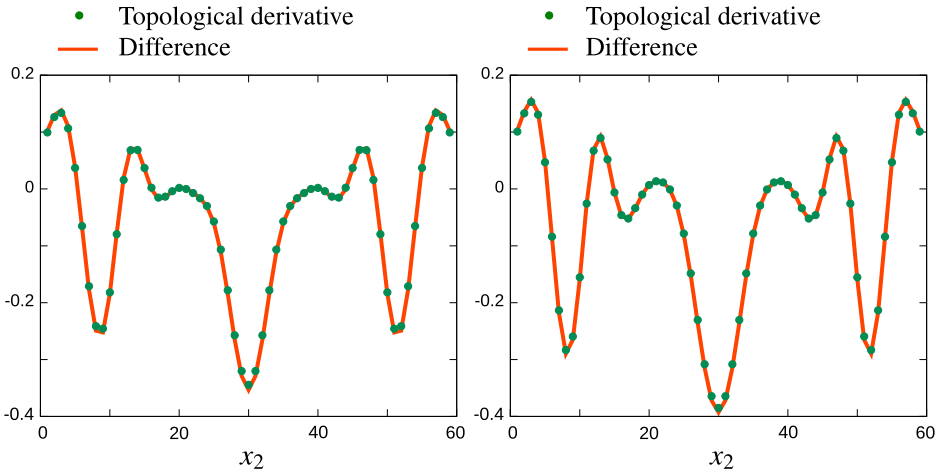 Topological derivative
Difference
0.2
0
-0.2
-0.4
0 20 40 60
x2
Topological derivative
Difference
0.2
0
-0.2
-0.4
0 20 40 60
x2